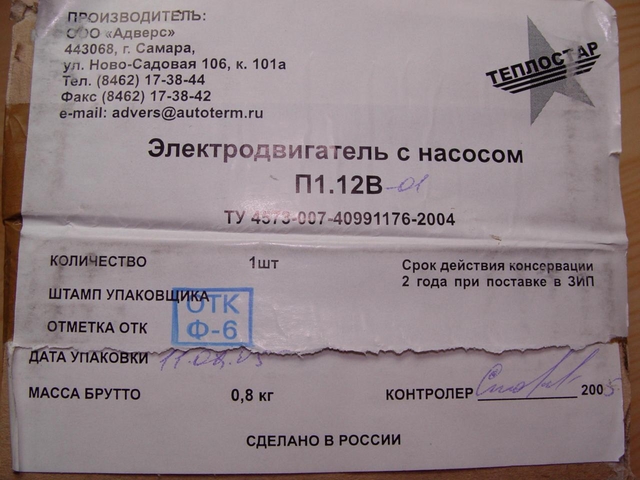 ПРОИЗВОДИТЕЛЬ:
ООО «Адверс»
443068, г. Самара,
ул. Ново-Садовая 106, к. 101а
Тел. (8462) 17-38-44
Факс (8462) 17-38-42
e-mail: advers@autoterm.ru
ТЕПЛОСТАР
Электродвигатель с насосом
П1.12В-01
ТУ 4573-007-40991176-2004
КОЛИЧЕСТВО 1шт
Срок действия консервации
2 года при поставке в ЗИП
ШТАМП УПАКОВЩИКА
ОТМЕТКА ОТК
ОТК
Ф-6
ДАТА УПАКОВКИ
МАССА БРУТТО 0,8 кг
КОНТРОЛЕР 2005
СДЕЛАНО В РОССИИ